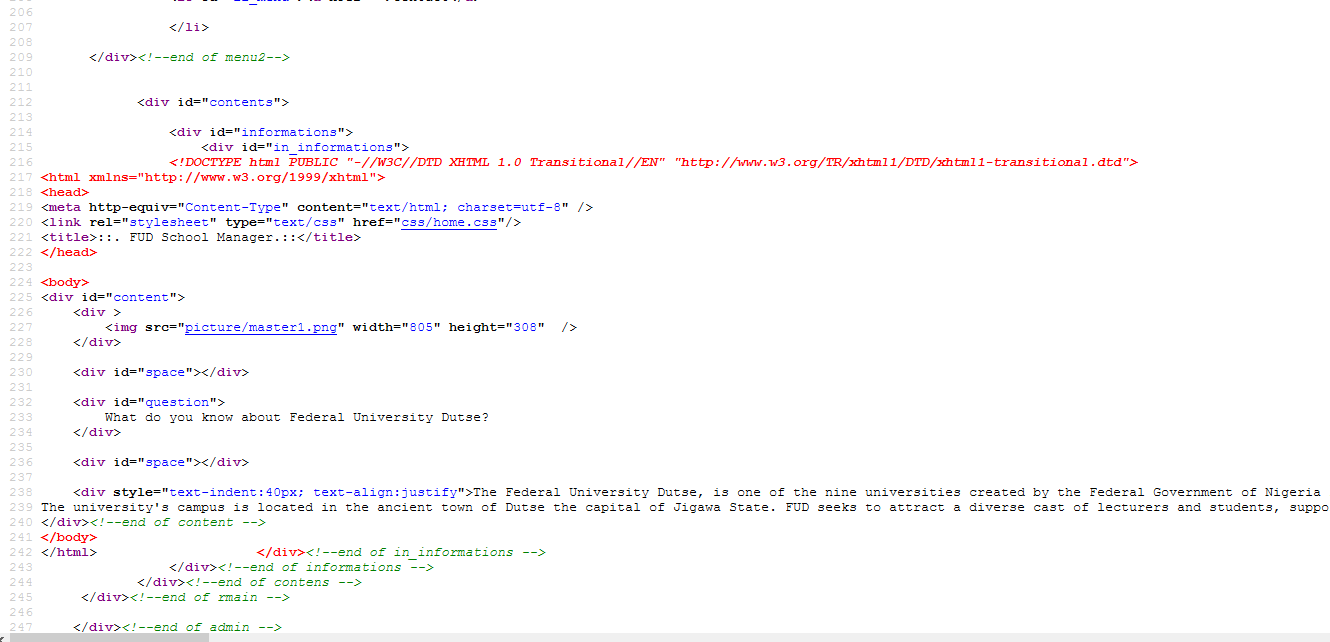 206
207 </li>
208
209 </div><!--end of menu2-->
210
211
212 <div id="contents">
213
214 <div id="informations">
215 <div id="in_informations">
216 <!DOCTYPE html PUBLIC "-//W3C//DTD XHTML 1.0 Transitional//EN" "http://www.w3.org/TR/xhtml1/DTD/xhtml1-transitional.dtd">
217 <html xmlns="http://www.w3.org/1999/xhtml">
218 <head>
219 <meta http-equiv="Content-Type" content="text/html; charset=utf-8" />
220 <link rel="stylesheet" type="text/css" href="css/home.css"/>
221 <title>::. FUD School Manager.::</title>
222 </head>
223
224 <body>
225 <div id="content">
226 <div >
227 <img src="picture/master1.png" width="805" height="308" />
228 </div>
229
230 <div id="space"></div>
231
232 <div id="question">
233 What do you know about Federal University Dutse?
234 </div>
235
236 <div id="space"></div>
237
238 <div style="text-indent:40px; text-align:justify">The Federal University Dutse, is one of the nine universities created by the Federal Government of Nigeria
239 The university's campus is located in the ancient town of Dutse the capital of Jigawa State. FUD seeks to attract a diverse cast of lecturers and students, suppo
240 </div><!--end of content -->
241 </body>
242 </html> </div><!--end of in_informations -->
243 </div><!--end of informations -->
244 </div><!--end of contens -->
245 </div><!--end of rmain -->
246
247 </div><!--end of admin -->